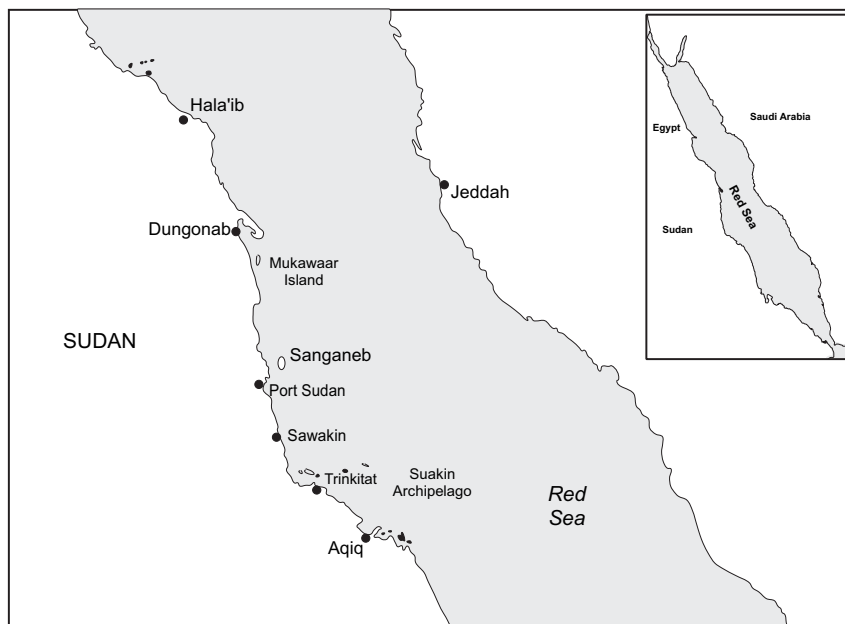 Hala'ib
Jeddah
Dungonab
Mukawaar
Island
SUDAN
Sanganeb
Port Sudan
Sawakin
Trinkitat
Suakin
Archipelago
Red
Sea
Aqiq
Saudi Arabia
Egypt
Red Sea
Sudan